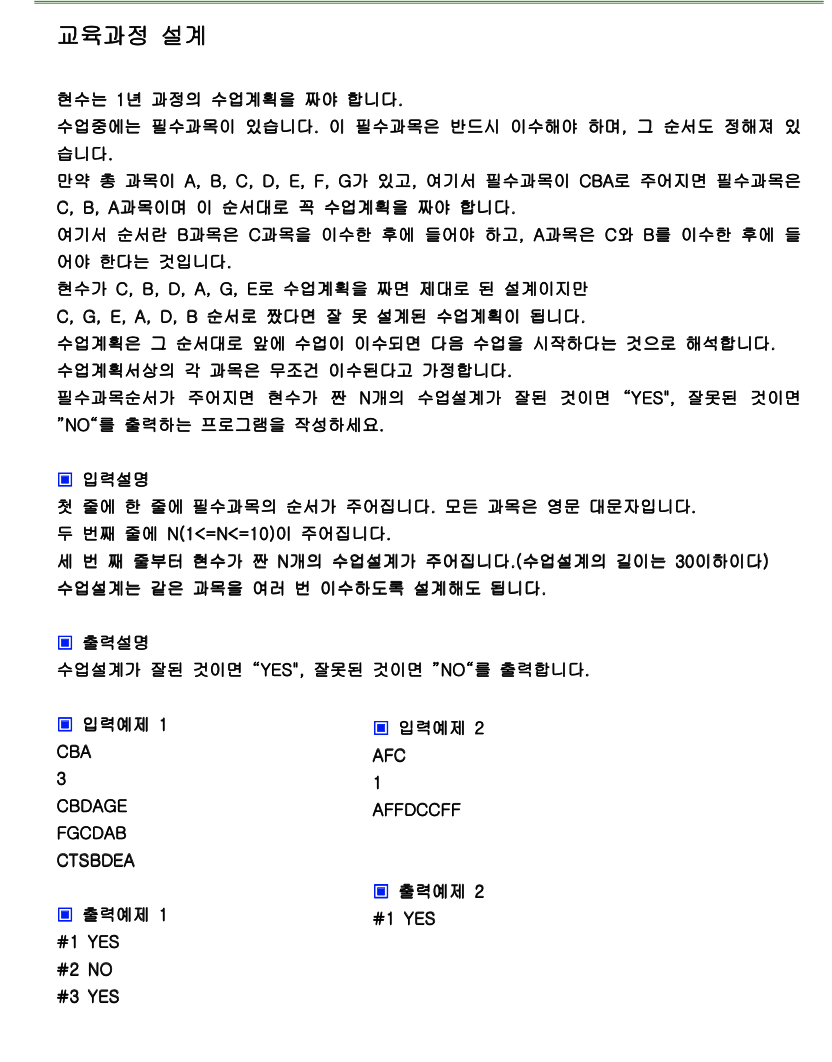 교육과정 설계
현수는 1년 과정의 수업계획을 짜야 합니다.
수업중에는 필수과목이 있습니다. 이 필수과목은 반드시 이수해야 하며, 그 순서도 정해져 있
습니다.
만약 총 과목이 A, B, C, D, E, F, G가 있고, 여기서 필수과목이 CBA로 주어지면 필수과목은
C, B, A과목이며 이 순서대로 꼭 수업계획을 짜야 합니다.
여기서 순서란 B과목은 C과목을 이수한 후에 들어야 하고, A과목은 C와 B를 이수한 후에 들
어야 한다는 것입니다.
현수가 C, B, D, A, G, E로 수업계획을 짜면 제대로 된 설계이지만
C, G, E, A, D, B 순서로 짰다면 잘 못 설계된 수업계획이 됩니다.
수업계획은 그 순서대로 앞에 수업이 이수되면 다음 수업을 시작하다는 것으로 해석합니다.
수업계획서상의 각 과목은 무조건 이수된다고 가정합니다.
필수과목순서가 주어지면 현수가 짠 N개의 수업설계가 잘된 것이면 “YES", 잘못된 것이면
”NO“를 출력하는 프로그램을 작성하세요.
▣ 입력설명
첫 줄에 한 줄에 필수과목의 순서가 주어집니다. 모든 과목은 영문 대문자입니다.
두 번째 줄에 N(1<=N<=10)이 주어집니다.
세 번 째 줄부터 현수가 짠 N개의 수업설계가 주어집니다.(수업설계의 길이는 30이하이다)
수업설계는 같은 과목을 여러 번 이수하도록 설계해도 됩니다.
▣ 출력설명
수업설계가 잘된 것이면 “YES", 잘못된 것이면 ”NO“를 출력합니다.
▣ 입력예제 1
CBA
3
CBDAGE
FGCDAB
CTSBDEA
▣ 출력예제 1
#1 YES
#2 NO
#3 YES
▣ 입력예제 2
AFC
1
AFFDCCFF
▣ 출력예제 2
#1 YES